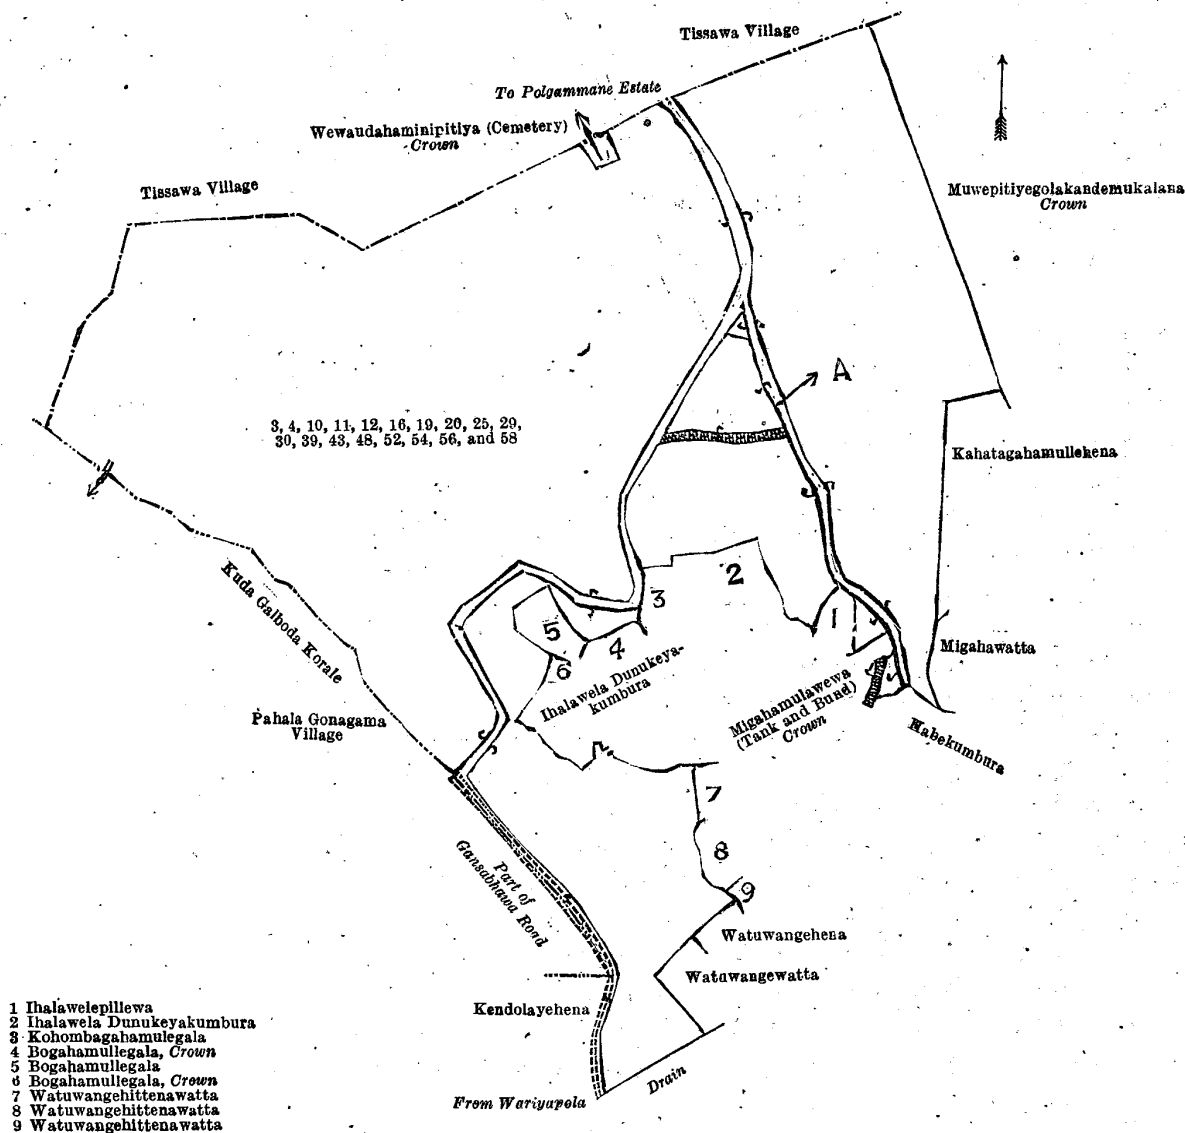 Tissawa Village
To Polgammane Estate
Wewaudahaminipitiya (Cemetery)
Crown
Tissawa Village
Muwepitiyegolakandemukalana
Crown
A
3, 4, 10, 11, 12, 16, 19, 20, 25, 29,
30, 39, 43, 48, 52, 54, 56, and 58
Kahatagahamullehena
Kuda Galboda Korale
2
3
1
5
4
6
Ihalawela Dunukeya-
kumbura
Migahawatta
Migahamulawewa
(Tank and Bund)
Crown
Habekumbura
Pahala Gonagama
Village
7
8
9
Part of
Gansabhawa Road
Watuwangehena
Watuwangewatta
Kendolayehena
Drain
From Wariyapola
1 Ihalawelepillewa
2 Ihalawela Dunukeyakumbura
3 Kohombagahamulegala
4 Bogahamullegala, Crown
5 Bogahamullegala
6 Bogahamullegala, Crown
7 Watuwangehittenawatta
8 Watuwangehittenawatta
9 Watuwangehittenawatta